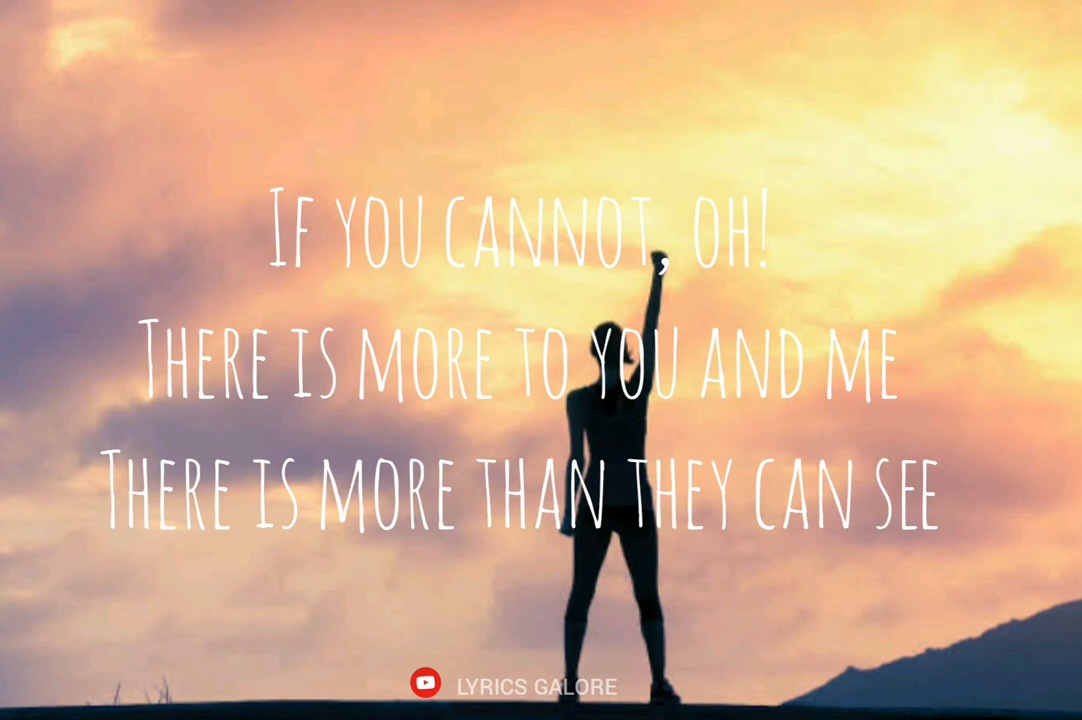 If you cannot, oh!
There is more to you and me
There is more than they can see
LYRICS GALORE